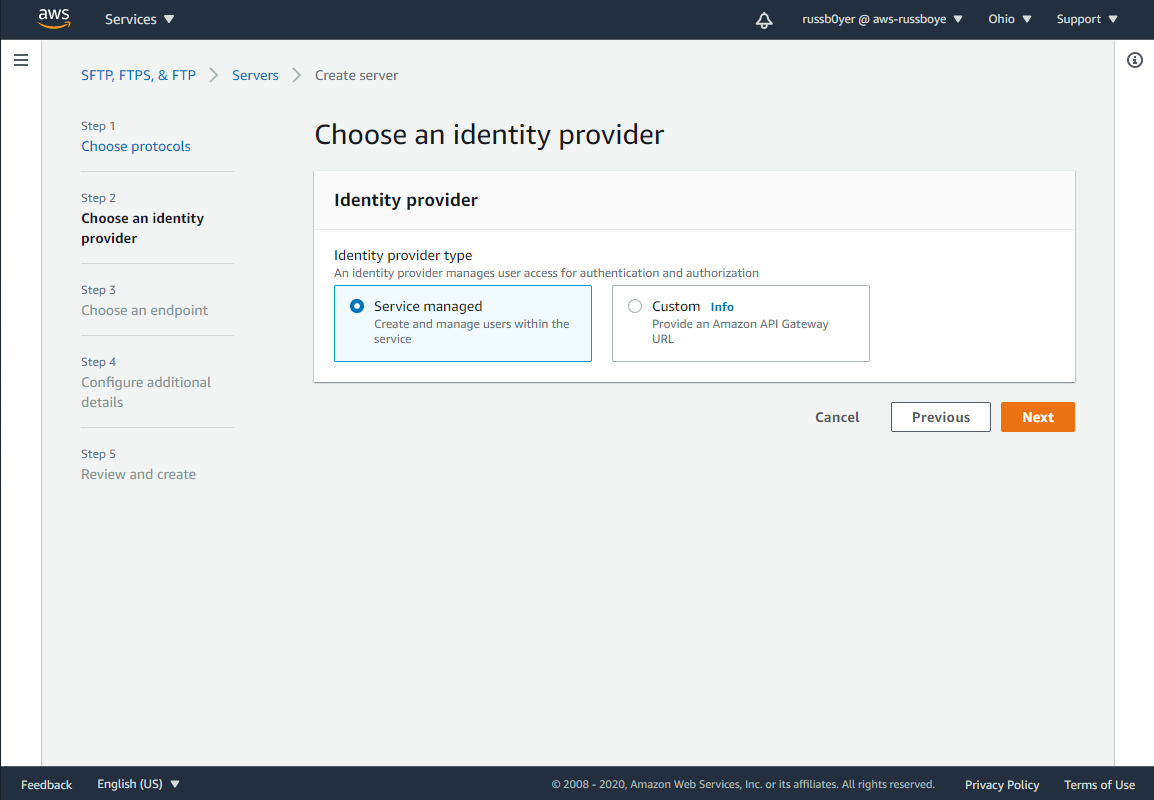 aws
Services
russb0yer @ aws-russboye
Ohio
Support
SFTP, FTPS, & FTP
Servers
Create server
Step 1
Choose protocols
Step 2
Choose an identity
provider
Step 3
Choose an endpoint
Step 4
Configure additional
details
Step 5
Review and create
Choose an identity provider
Identity provider
Identity provider type
An identity provider manages user access for authentication and authorization
Service managed
Create and manage users within the
service
Custom Info
Provide an Amazon API Gateway
URL
Cancel
Previous
Next
Feedback
English (US)
© 2008 - 2020, Amazon Web Services, Inc. or its affiliates. All rights reserved.
Privacy Policy
Terms of Use